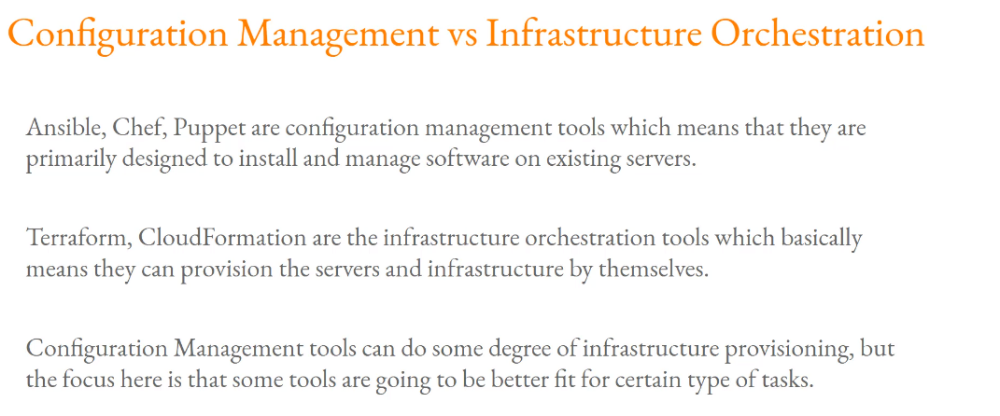 Configuration Management vs Infrastructure Orchestration
Ansible, Chef, Puppet are configuration management tools which means that they are
primarily designed to install and manage software on existing servers.
Terraform, CloudFormation are the infrastructure orchestration tools which basically
means they can provision the servers and infrastructure by themselves.
Configuration Management tools can do some degree of infrastructure provisioning, but
the focus here is that some tools are going to be better fit for certain type of tasks.